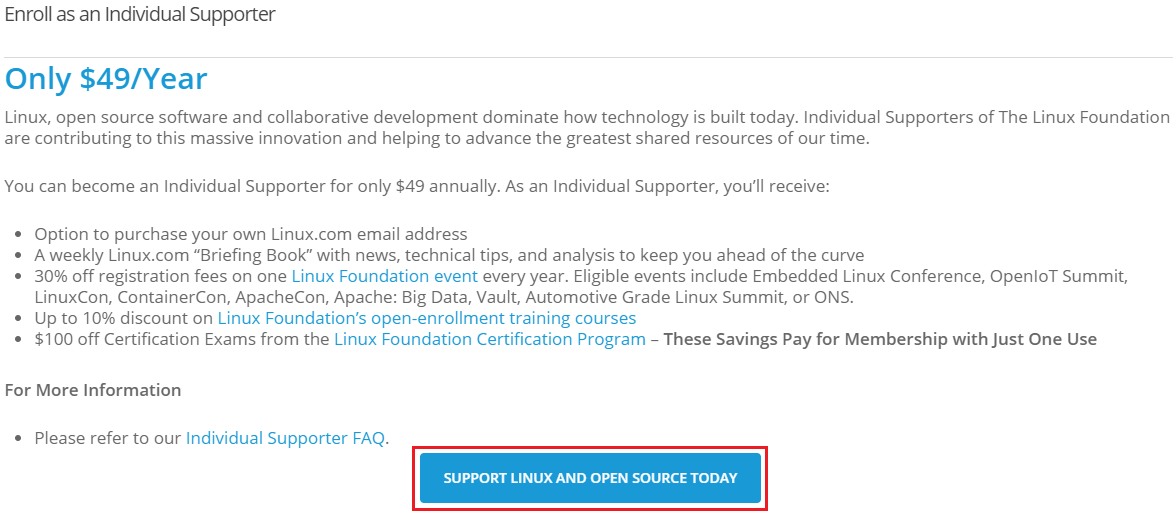 Enroll as an Individual Supporter
Only $49/Year
Linux, open source software and collaborative development dominate how technology is built today. Individual Supporters of The Linux Foundation
are contributing to this massive innovation and helping to advance the greatest shared resources of our time.
You can become an Individual Supporter for only $49 annually. As an Individual Supporter, you’ll receive:
• Option to purchase your own Linux.com email address
• A weekly Linux.com “Briefing Book” with news, technical tips, and analysis to keep you ahead of the curve
• 30% off registration fees on one Linux Foundation event every year. Eligible events include Embedded Linux Conference, OpenIoT Summit,
LinuxCon, ContainerCon, ApacheCon, Apache: Big Data, Vault, Automotive Grade Linux Summit, or ONS.
• Up to 10% discount on Linux Foundation’s open-enrollment training courses
• $100 off Certification Exams from the Linux Foundation Certification Program – These Savings Pay for Membership with Just One Use
For More Information
• Please refer to our Individual Supporter FAQ.
SUPPORT LINUX AND OPEN SOURCE TODAY